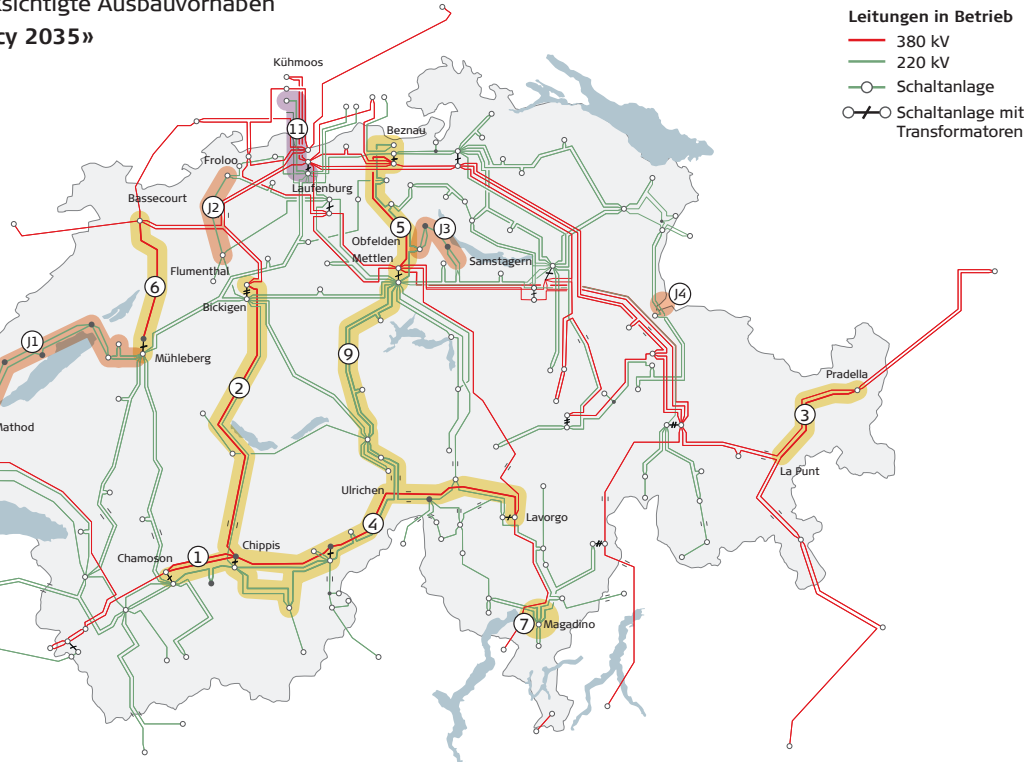 sichtigte Ausbauvorhaben
cy 2035»
Leitungen in Betrieb
380 kV
220 kV
Schaltanlage
Schaltanlage mit
Transformatoren
Kühmoos
11
Beznau
Froloo
Laufenburg
Bassecourt
J2
5
J3
Obfelden
Mettlen
Samstagern
Flumenthal
6
J4
Bickigen
J1
9
Mühleberg
Pradella
2
3
Mathod
La Punt
Ulrichen
4
Lavorgo
Chippis
Chamoson
1
7
Magadino